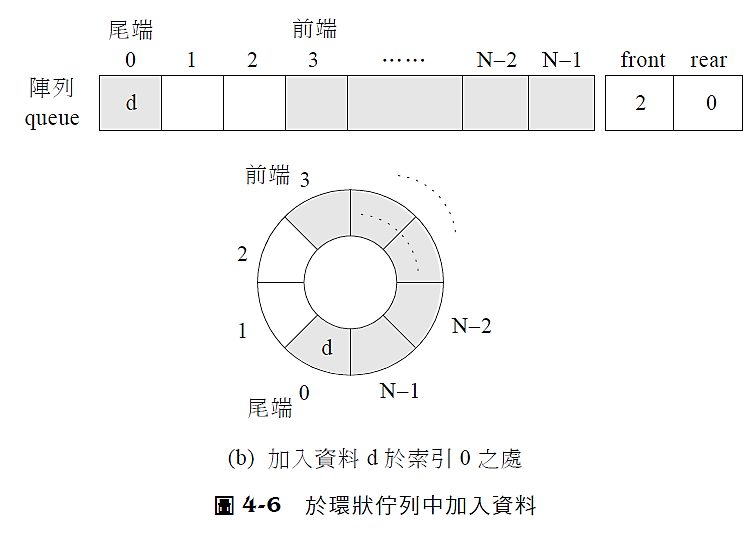 尾端 前端
0 1 2 3 …… N–2 N–1 front rear
陣列
queue
d 2 0
前端 3
2
1
N–2
d
0 N–1
尾端
(b) 加入資料 d 於索引 0 之處
圖 4-6 於環狀佇列中加入資料